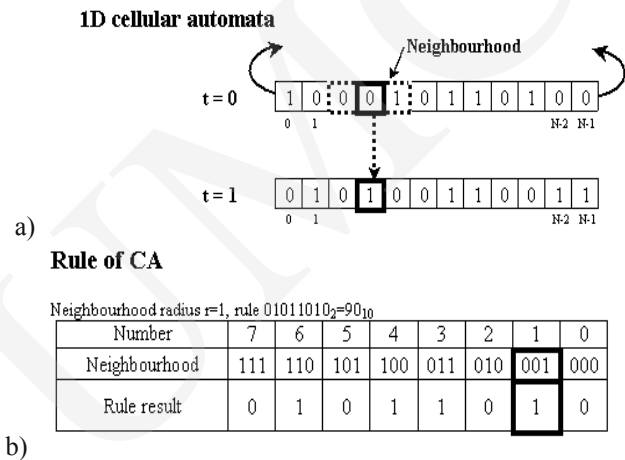 1D cellular automata
Neighbourhood
t = 0 1 0 0 0 1 0 1 1 0 1 0 0
0 1 N-2 N-1
t = 1 0 1 0 1 0 0 1 1 0 0 1 1
0 1 N-2 N-1
a)
Rule of CA
Neighbourhood radius r=1, rule 01011010₂=90₁₀
Number 7 6 5 4 3 2 1 0
Neighbourhood 111 110 101 100 011 010 001 000
Rule result 0 1 0 1 1 0 1 0
b)
UMC